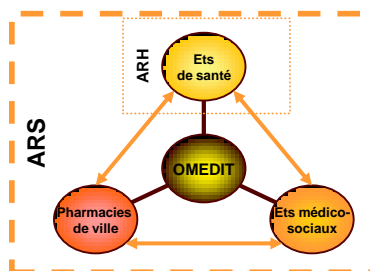 ARS
ARH
Ets
de santé
OMEDIT
Pharmacies
de ville
Ets médico-
sociaux